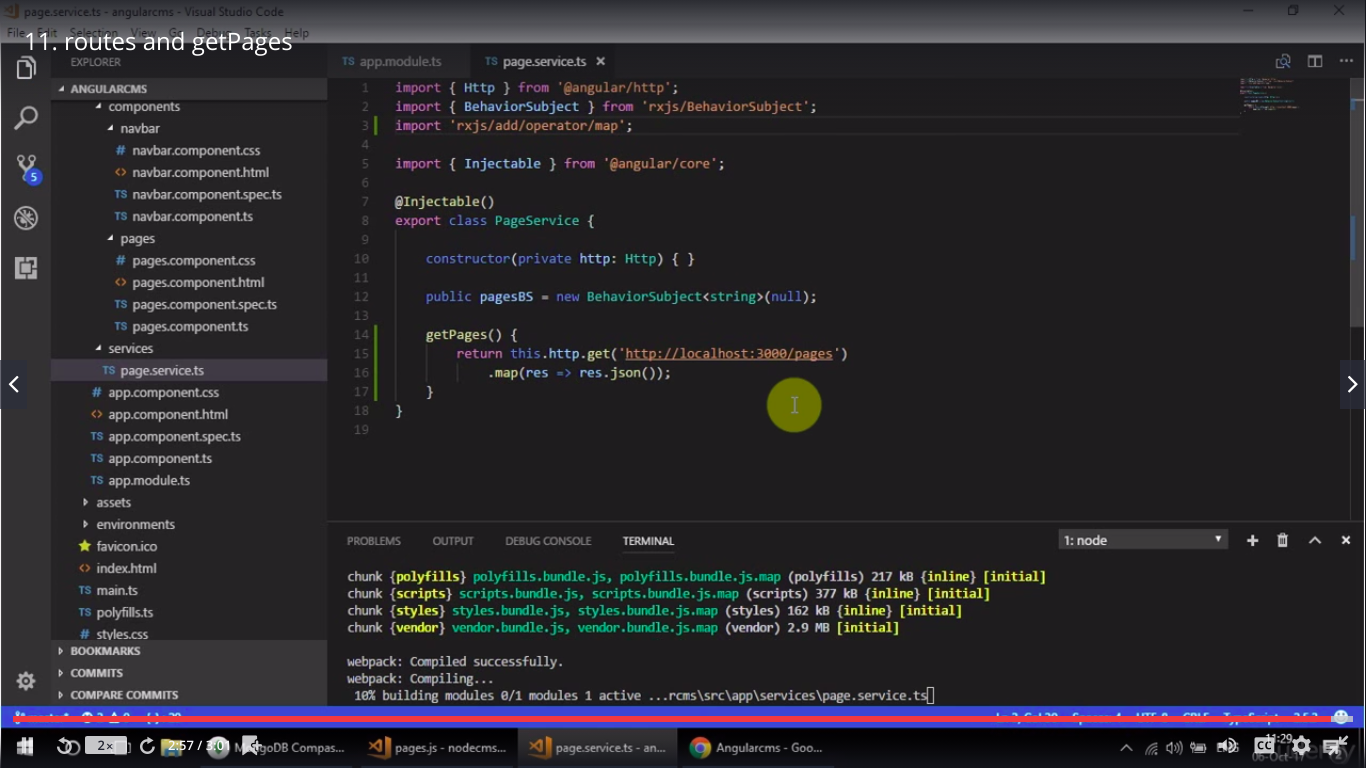 page.service.ts - angularcms - Visual Studio Code
File Edit Selection View Go Debug Tasks Help
11. routes and getPages
EXPLORER
ANGULARCMS
components
navbar
# navbar.component.css
<> navbar.component.html
TS navbar.component.spec.ts
TS navbar.component.ts
pages
# pages.component.css
<> pages.component.html
TS pages.component.spec.ts
TS pages.component.ts
services
TS page.service.ts
# app.component.css
<> app.component.html
TS app.component.spec.ts
TS app.component.ts
TS app.module.ts
assets
environments
favicon.ico
<> index.html
TS main.ts
TS polyfills.ts
# styles.css
BOOKMARKS
COMMITS
COMPARE COMMITS
5
TS app.module.ts
TS page.service.ts ×
1 import { Http } from '@angular/http';
2 import { BehaviorSubject } from 'rxjs/BehaviorSubject';
3 import 'rxjs/add/operator/map';
4
5 import { Injectable } from '@angular/core';
6
7 @Injectable()
8 export class PageService {
9
10 constructor(private http: Http) { }
11
12 public pagesBS = new BehaviorSubject<string>(null);
13
14 getPages() {
15 return this.http.get('http://localhost:3000/pages')
16 .map(res => res.json());
17 }
18 }
19
PROBLEMS OUTPUT DEBUG CONSOLE TERMINAL
1: node
chunk {polyfills} polyfills.bundle.js, polyfills.bundle.js.map (polyfills) 217 kB {inline} [initial]
chunk {scripts} scripts.bundle.js, scripts.bundle.js.map (scripts) 377 kB {inline} [initial]
chunk {styles} styles.bundle.js, styles.bundle.js.map (styles) 162 kB {inline} [initial]
chunk {vendor} vendor.bundle.js, vendor.bundle.js.map (vendor) 2.9 MB [initial]
webpack: Compiled successfully.
webpack: Compiling...
10% building modules 0/1 modules 1 active ...rcms\src\app\services\page.service.ts
2×
2:57 / 3:01
MongoDB Compas...
pages.js - nodecms...
page.service.ts - an...
Angularcms - Goo...
CC
11:29
06-Oct-17